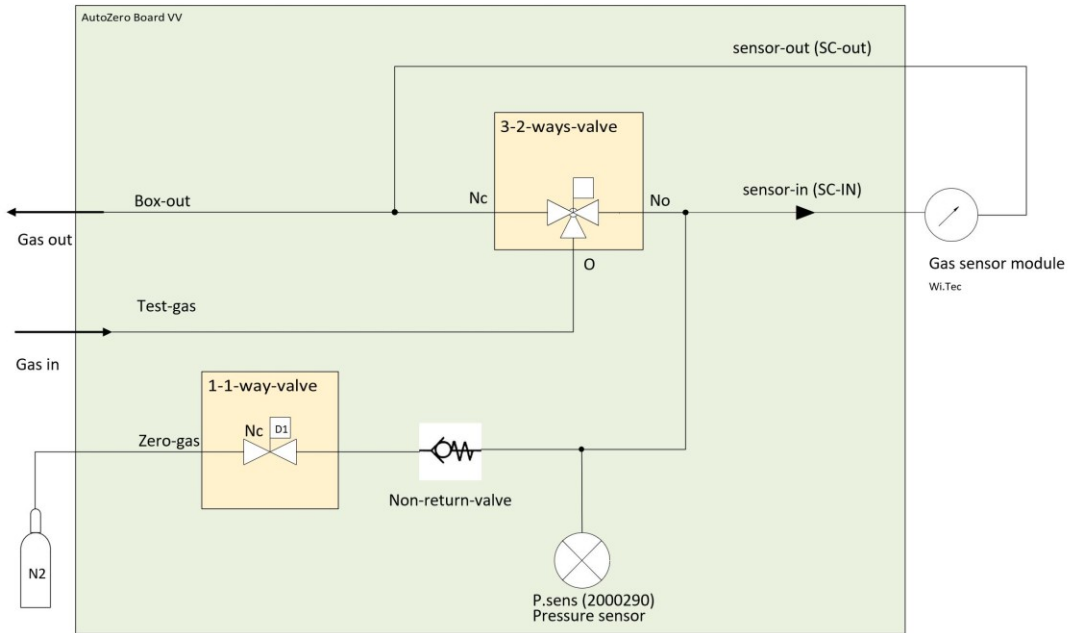 AutoZero Board VV
sensor-out (SC-out)
3-2-ways-valve
Box-out
Nc
No
sensor-in (SC-IN)
Gas out
O
Gas sensor module
Wi.Tec
Test-gas
Gas in
1-1-way-valve
Zero-gas
Nc
D1
Non-return-valve
N2
P.sens (2000290)
Pressure sensor